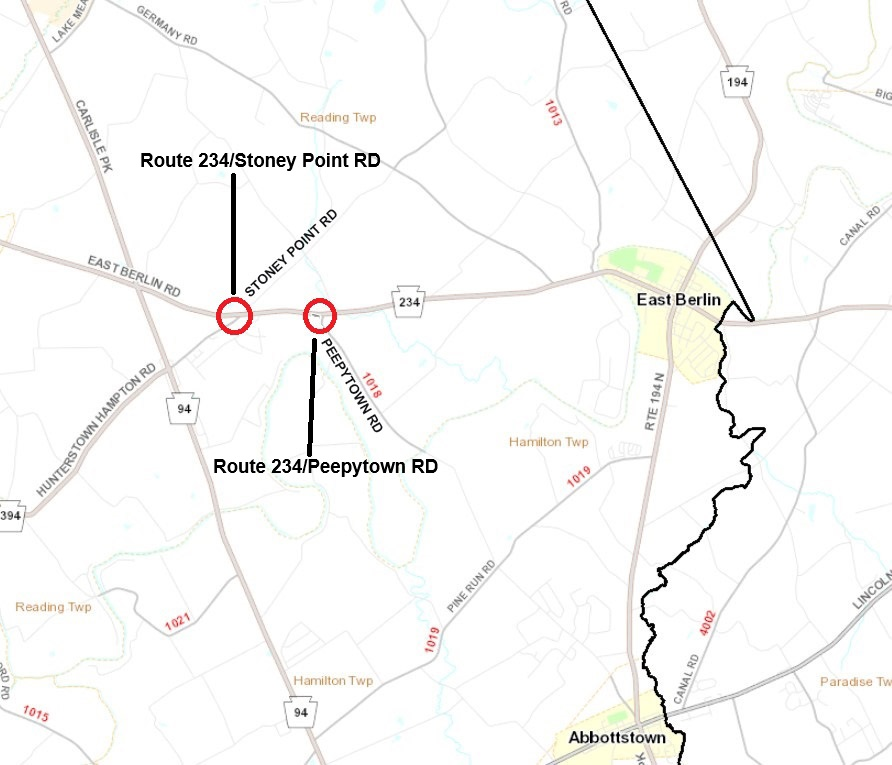 LAKE MEA
GERMANY RD
RD
194
BIG
CARLISLE PK
Reading Twp
1013
Route 234/Stoney Point RD
STONEY POINT RD
CANAL RD
EAST BERLIN RD
234
East Berlin
PEEPYTOWN RD
1018
HUNTERSTOWN HAMPTON RD
94
RTE 194 N
Hamilton Twp
Route 234/Peepytown RD
1019
394
PINE RUN RD
LINCOLN
Reading Twp
1021
1019
4002
CANAL RD
Hamilton Twp
Paradise Tw
ORD RD
1015
94
Abbottstown